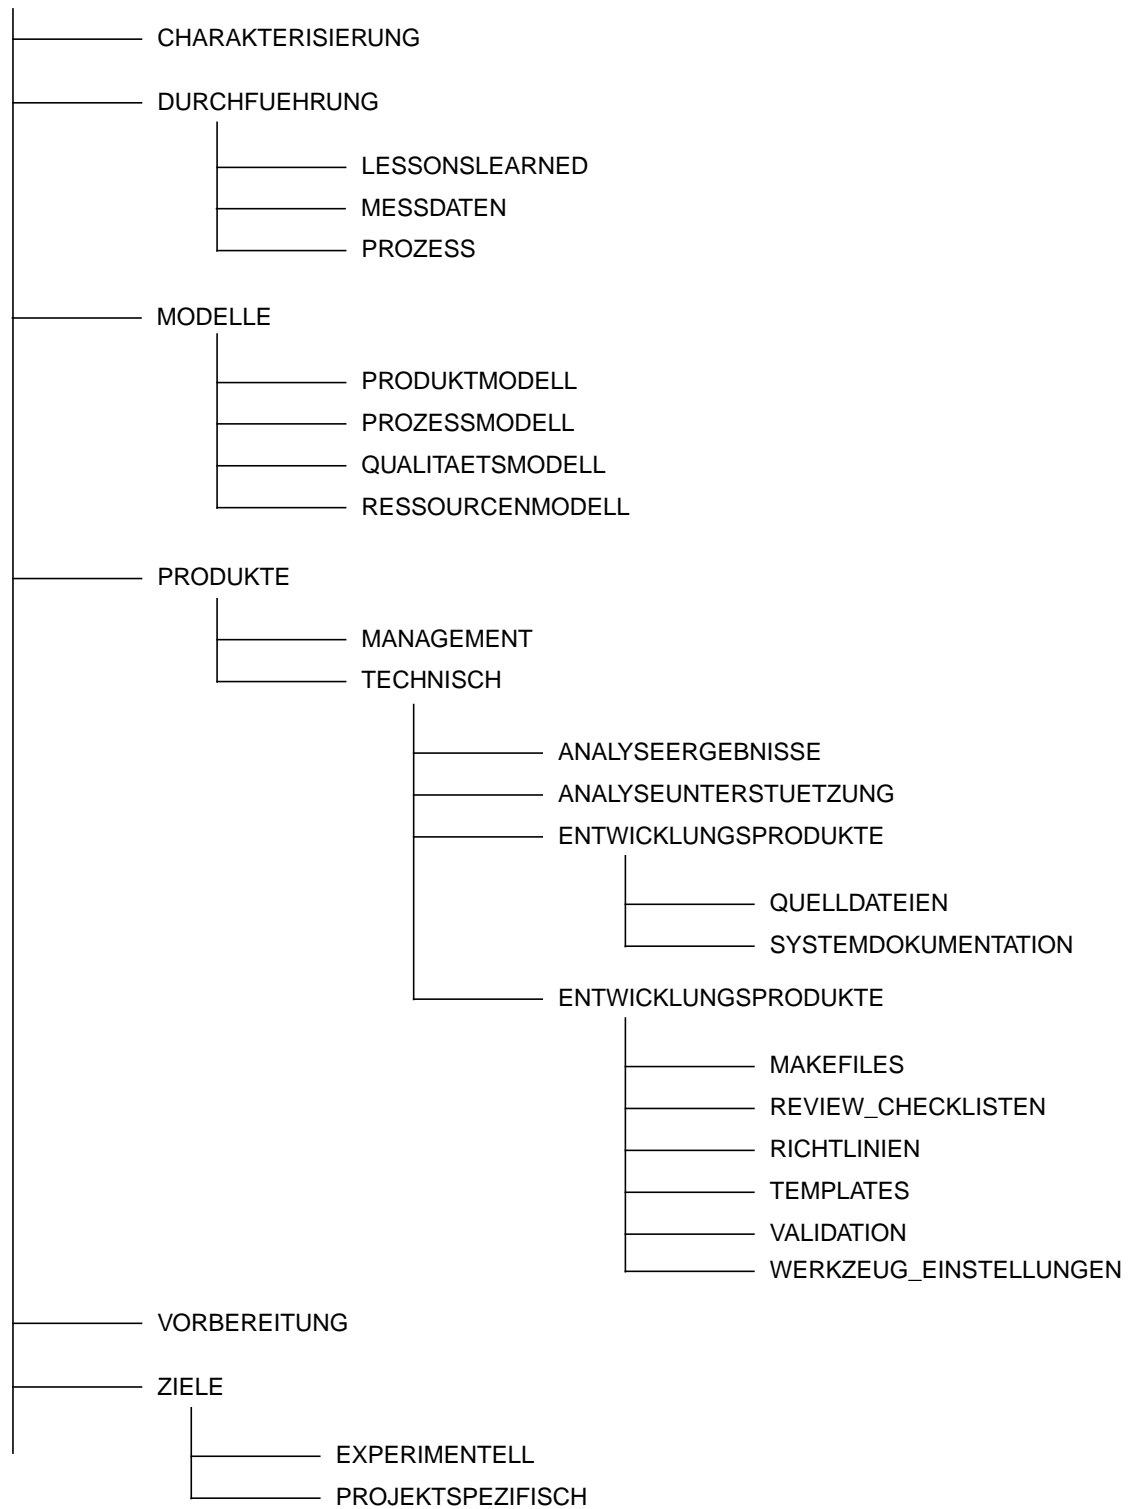 CHARAKTERISIERUNG
DURCHFUEHRUNG
LESSONSLEARNED
MESSDATEN
PROZESS
MODELLE
PRODUKTMODELL
PROZESSMODELL
QUALITAETSMODELL
RESSOURCENMODELL
PRODUKTE
MANAGEMENT
TECHNISCH
ANALYSEERGEBNISSE
ANALYSEUNTERSTUETZUNG
ENTWICKLUNGSPRODUKTE
QUELLDATEIEN
SYSTEMDOKUMENTATION
ENTWICKLUNGSPRODUKTE
MAKEFILES
REVIEW_CHECKLISTEN
RICHTLINIEN
TEMPLATES
VALIDATION
WERKZEUG_EINSTELLUNGEN
VORBEREITUNG
ZIELE
EXPERIMENTELL
PROJEKTSPEZIFISCH